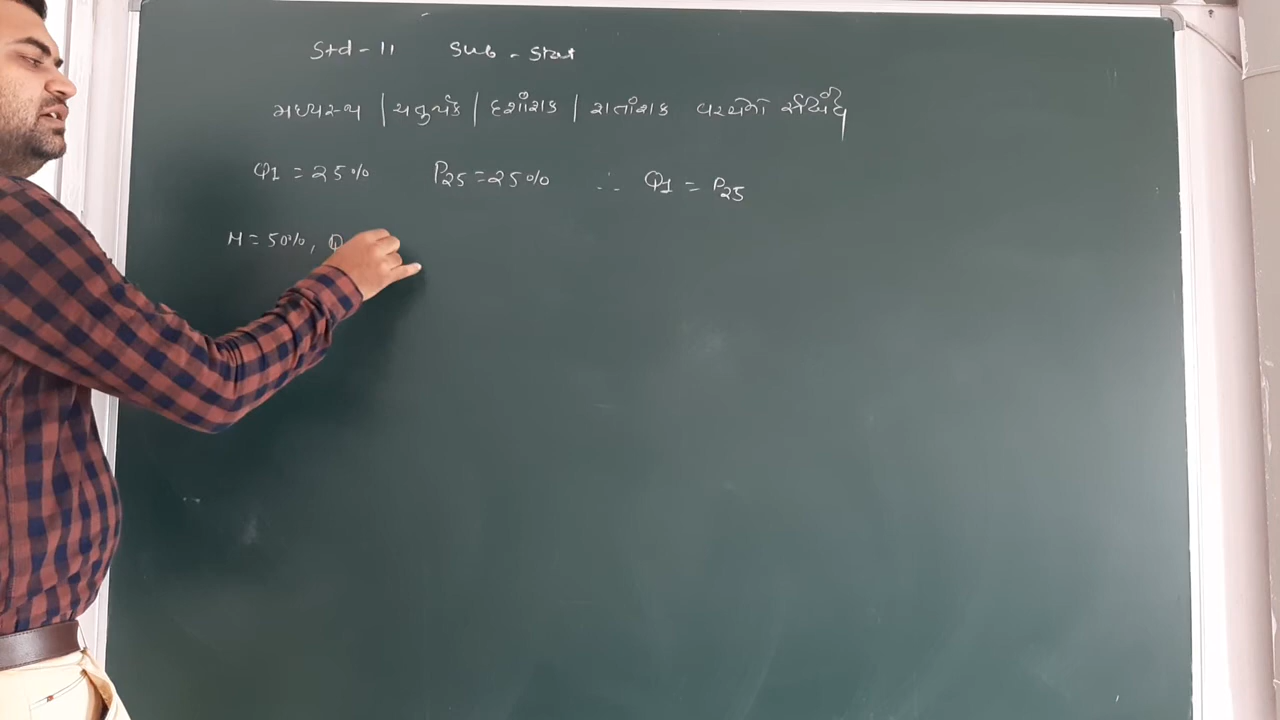 Std - 11 Sub - Stat
મધ્યસ્થ | ચતુર્થક | દશાંશક | શતાંશક વચ્ચેનો સંબંધ
Q1 = 25% P25 = 25% ∴ Q1 = P25
M = 50%, Q